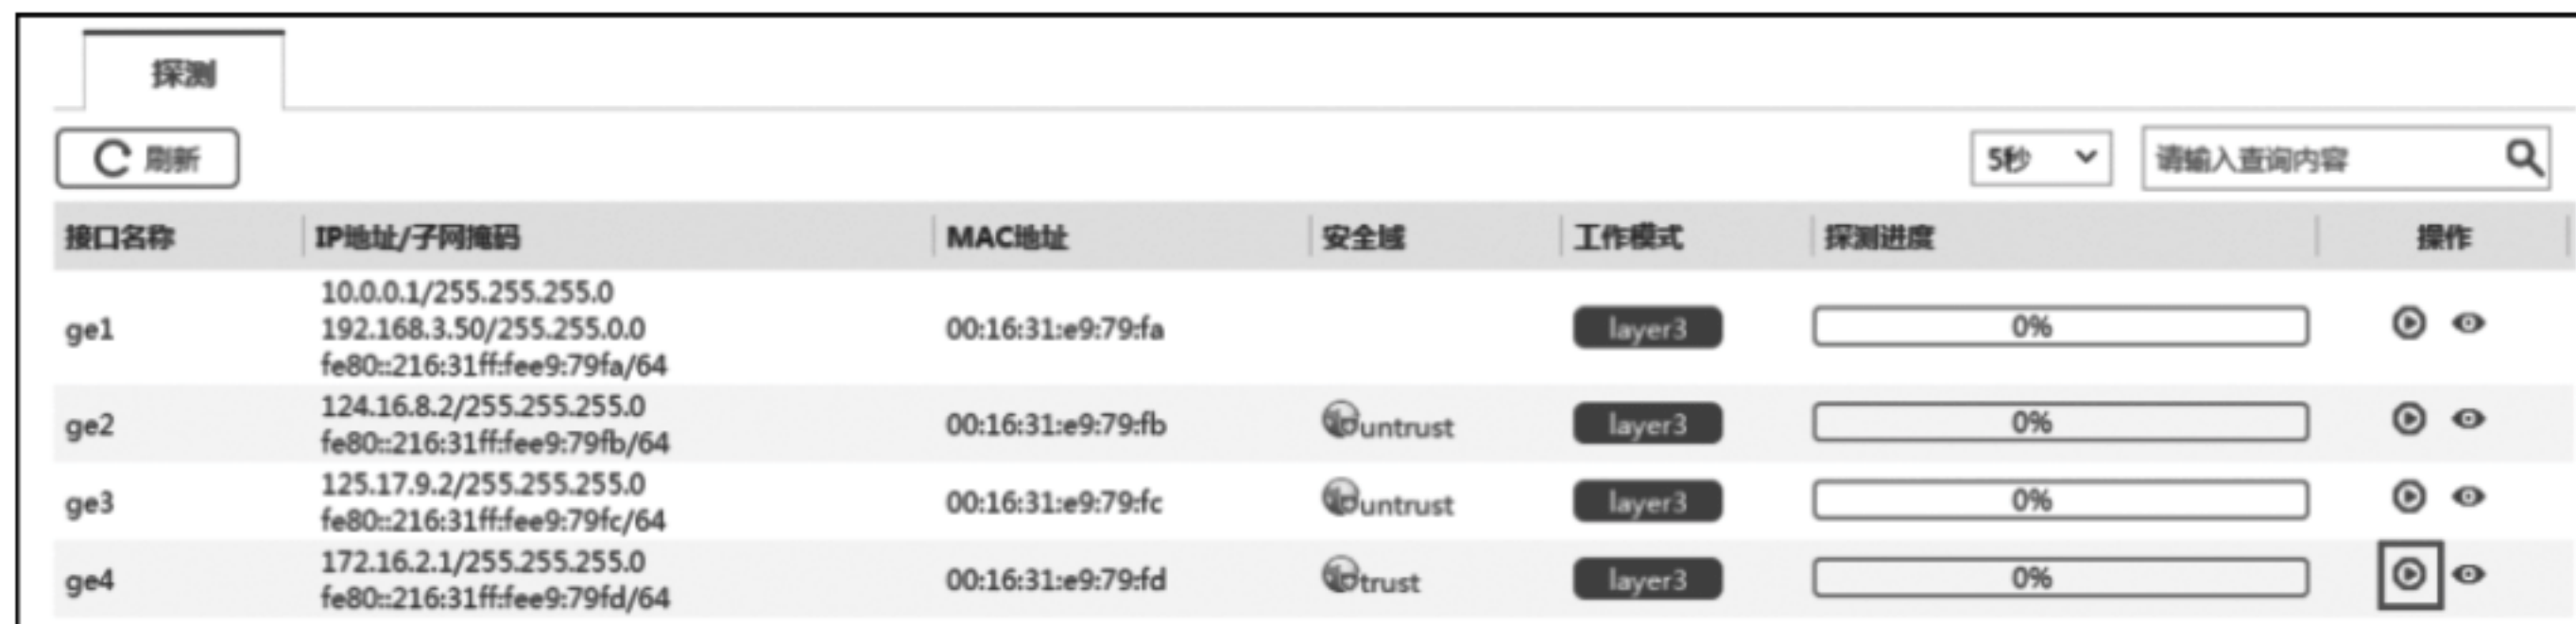 探测
刷新
5秒
请输入查询内容
接口名称 IP地址/子网掩码 MAC地址 安全域 工作模式 探测进度 操作
10.0.0.1/255.255.255.0
ge1 192.168.3.50/255.255.0.0 00:16:31:e9:79:fa layer3 0%
fe80::216:31ff:fee9:79fa/64
124.16.8.2/255.255.255.0
ge2 00:16:31:e9:79:fb untrust layer3 0%
fe80::216:31ff:fee9:79fb/64
125.17.9.2/255.255.255.0
ge3 00:16:31:e9:79:fc untrust layer3 0%
fe80::216:31ff:fee9:79fc/64
172.16.2.1/255.255.255.0
ge4 00:16:31:e9:79:fd trust layer3 0%
fe80::216:31ff:fee9:79fd/64